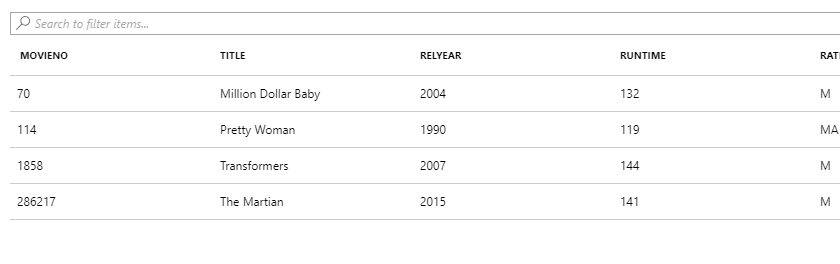 Search to filter items...
MOVIENO TITLE RELYEAR RUNTIME RATI
70 Million Dollar Baby 2004 132 M
114 Pretty Woman 1990 119 MA
1858 Transformers 2007 144 M
286217 The Martian 2015 141 M